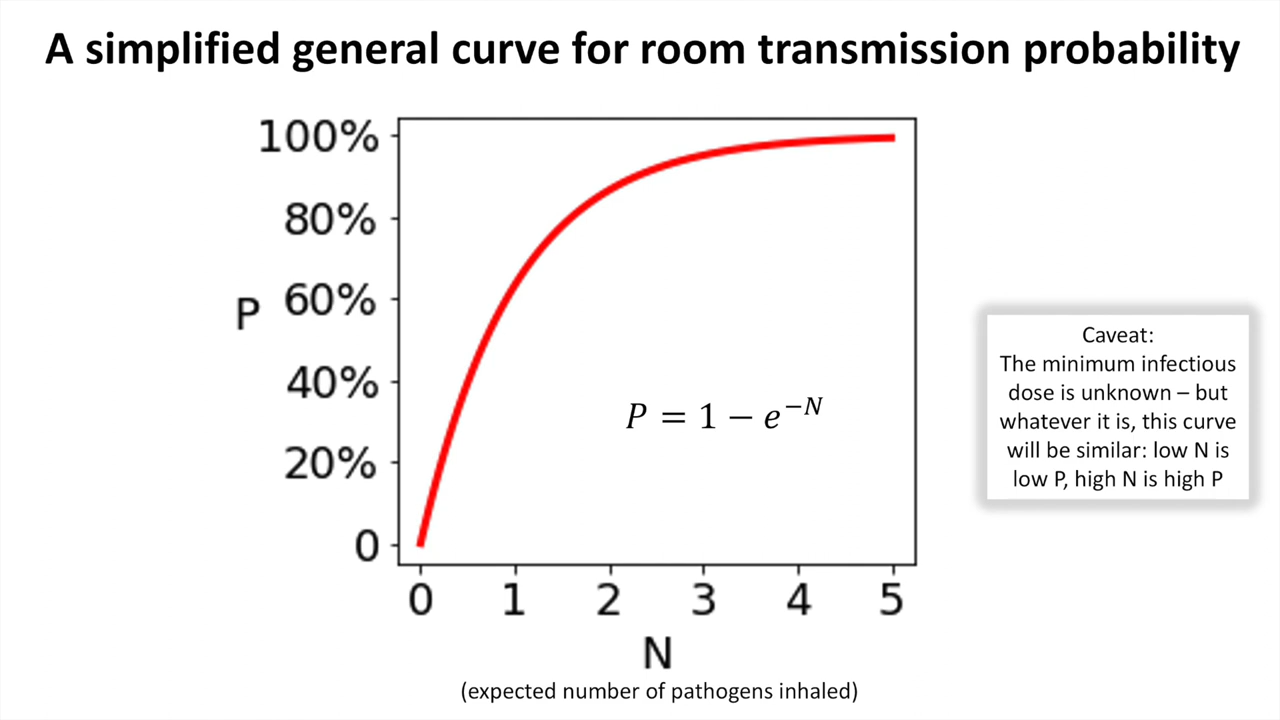 A simplified general curve for room transmission probability
100%
80%
P 60%
40%
20%
0
P = 1 − e^−N
0 1 2 3 4 5
N
(expected number of pathogens inhaled)
Caveat:
The minimum infectious
dose is unknown – but
whatever it is, this curve
will be similar: low N is
low P, high N is high P